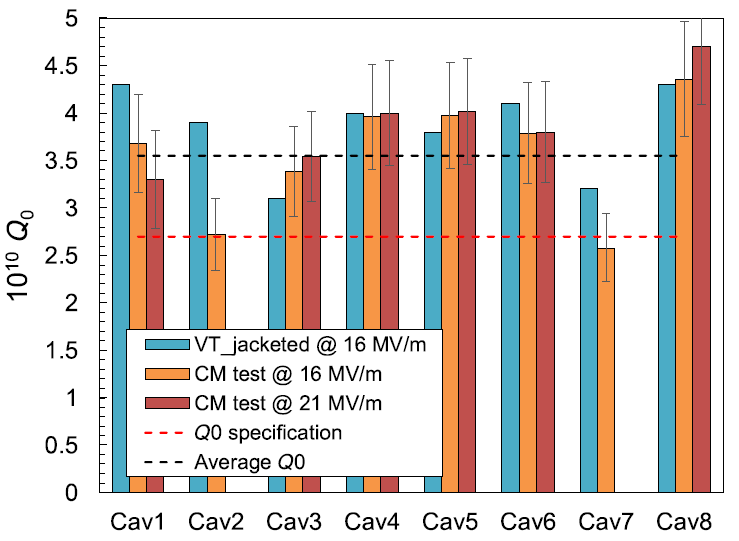 5
4.5
4
3.5
3
2.5
2
1.5
1
0.5
0
10¹⁰ Q₀
VT_jacketed @ 16 MV/m
CM test @ 16 MV/m
CM test @ 21 MV/m
Q0 specification
Average Q0
Cav1 Cav2 Cav3 Cav4 Cav5 Cav6 Cav7 Cav8